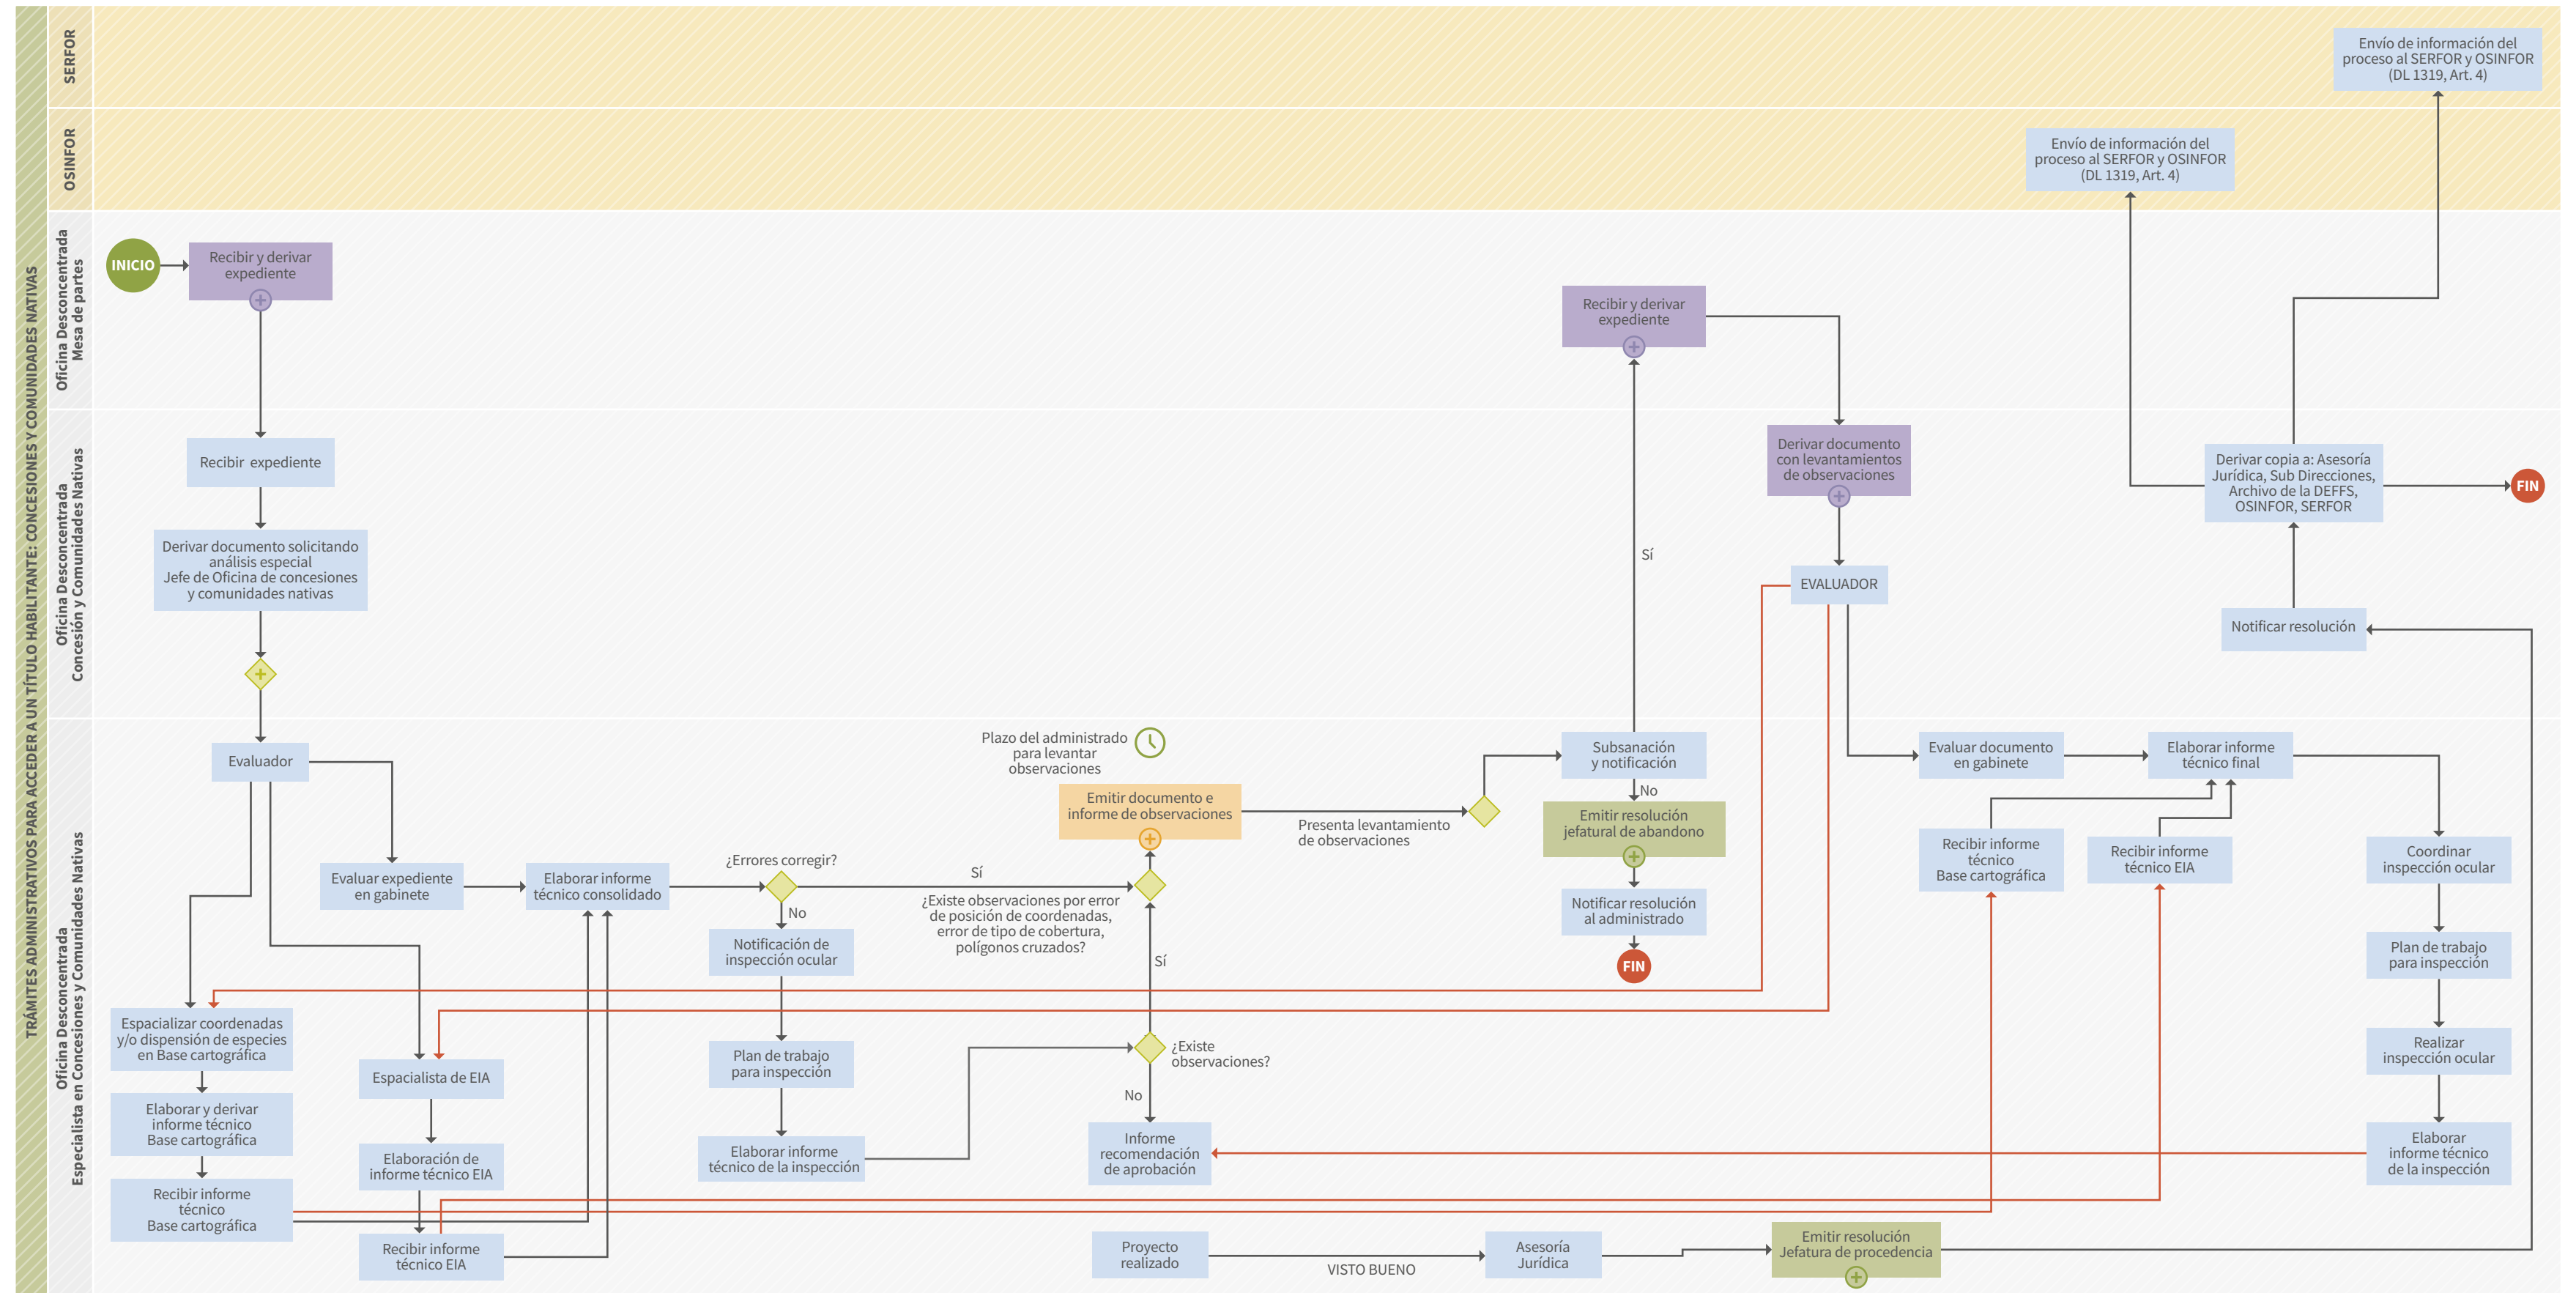 TRÁMITES ADMINISTRATIVOS PARA ACCEDER A UN TÍTULO HABILITANTE: CONCESIONES Y COMUNIDADES NATIVAS
SERFOR
Envío de información del
proceso al SERFOR y OSINFOR
(DL 1319, Art. 4)
OSINFOR
Envío de información del
proceso al SERFOR y OSINFOR
(DL 1319, Art. 4)
Oficina Desconcentrada
Mesa de partes
INICIO
Recibir y derivar
expediente
Recibir y derivar
expediente
Oficina Desconcentrada
Concesión y Comunidades Nativas
Recibir expediente
Derivar documento solicitando
análisis especial
Jefe de Oficina de concesiones
y comunidades nativas
Sí
Derivar documento
con levantamientos
de observaciones
EVALUADOR
Derivar copia a: Asesoría
Jurídica, Sub Direcciones,
Archivo de la DEFFS,
OSINFOR, SERFOR
FIN
Notificar resolución
Oficina Desconcentrada
Especialista en Concesiones y Comunidades Nativas
Evaluador
Evaluar expediente
en gabinete
Elaborar informe
técnico consolidado
¿Errores corregir?
No
Sí
¿Existe observaciones por error
de posición de coordenadas,
error de tipo de cobertura,
polígonos cruzados?
Plazo del administrado
para levantar
observaciones
Emitir documento e
informe de observaciones
Presenta levantamiento
de observaciones
Subsanación
y notificación
No
Emitir resolución
jefatural de abandono
Notificar resolución
al administrado
FIN
Evaluar documento
en gabinete
Elaborar informe
técnico final
Recibir informe
técnico
Base cartográfica
Recibir informe
técnico EIA
Coordinar
inspección ocular
Plan de trabajo
para inspección
Realizar
inspección ocular
Elaborar
informe técnico
de la inspección
Notificación de
inspección ocular
Plan de trabajo
para inspección
Elaborar informe
técnico de la inspección
Sí
¿Existe
observaciones?
No
Informe
recomendación
de aprobación
Espacializar coordenadas
y/o dispensión de especies
en Base cartográfica
Elaborar y derivar
informe técnico
Base cartográfica
Recibir informe
técnico
Base cartográfica
Espacialista de EIA
Elaboración de
informe técnico EIA
Recibir informe
técnico EIA
Proyecto
realizado
VISTO BUENO
Asesoría
Jurídica
Emitir resolución
Jefatura de procedencia